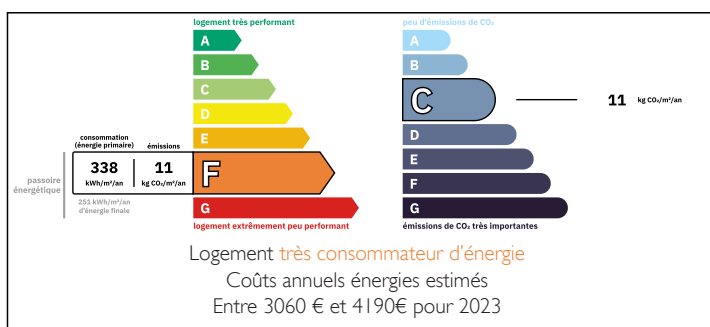 logement très performant
A
B
C
D
E
consommation
(énergie primaire)
émissions
338
kWh/m²/an
11
kg CO₂/m²/an
F
passoire
énergétique
251 kWh/m²/an
d'énergie finale
G
logement extrêmement peu performant
peu d'émissions de CO₂
A
B
C
11 kg CO₂/m²/an
D
E
F
G
émissions de CO₂ très importantes
Logement très consommateur d'énergie
Coûts annuels énergies estimés
Entre 3060 € et 4190€ pour 2023